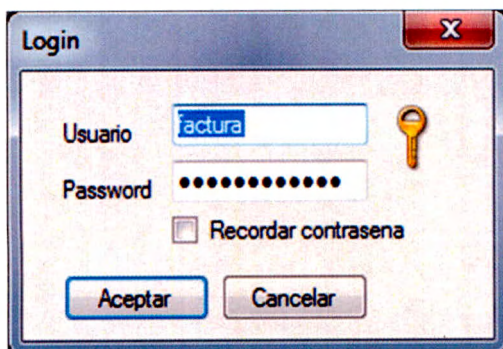 Login
Usuario factura
Password ••••••••••••
Recordar contrasena
Aceptar Cancelar